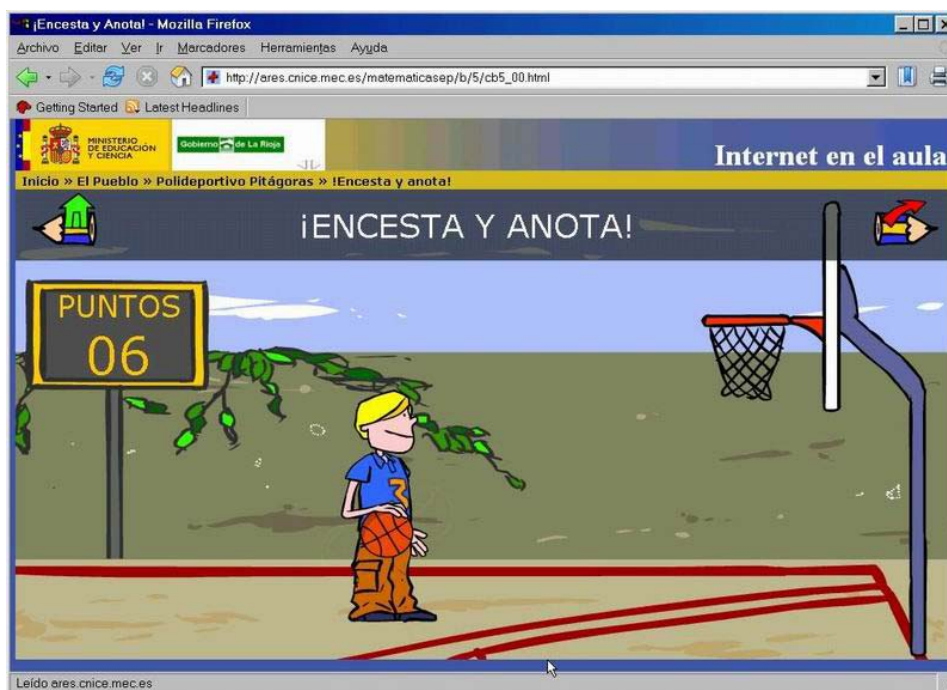 ¡Encesta y Anota! - Mozilla Firefox
Archivo Editar Ver Ir Marcadores Herramientas Ayuda
http://ares.cnice.mec.es/matematicasep/b/5/cb5_00.html
Getting Started Latest Headlines
MINISTERIO
DE EDUCACIÓN
Y CIENCIA
Gobierno de La Rioja
Internet en el aula
Inicio » El Pueblo » Polideportivo Pitágoras » !Encesta y anota!
¡ENCESTA Y ANOTA!
PUNTOS
06
Leído ares.cnice.mec.es